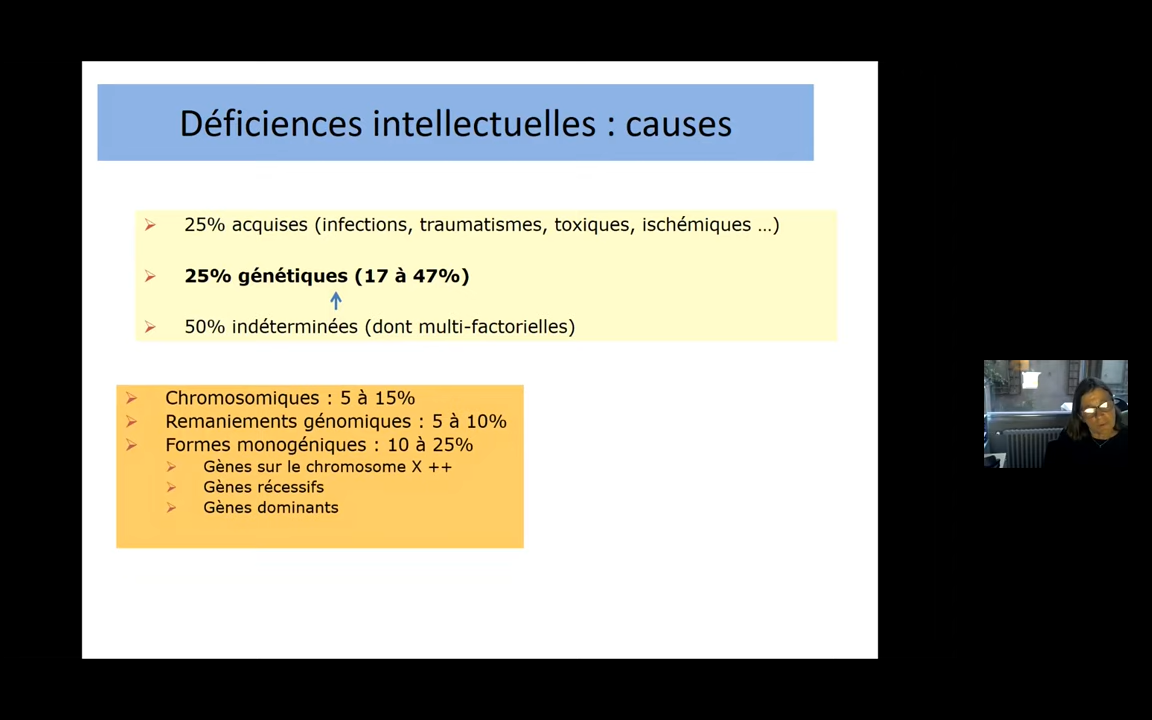 Déficiences intellectuelles : causes
25% acquises (infections, traumatismes, toxiques, ischémiques ...)
25% génétiques (17 à 47%)
50% indéterminées (dont multi-factorielles)
Chromosomiques : 5 à 15%
Remaniements génomiques : 5 à 10%
Formes monogéniques : 10 à 25%
Gènes sur le chromosome X ++
Gènes récessifs
Gènes dominants